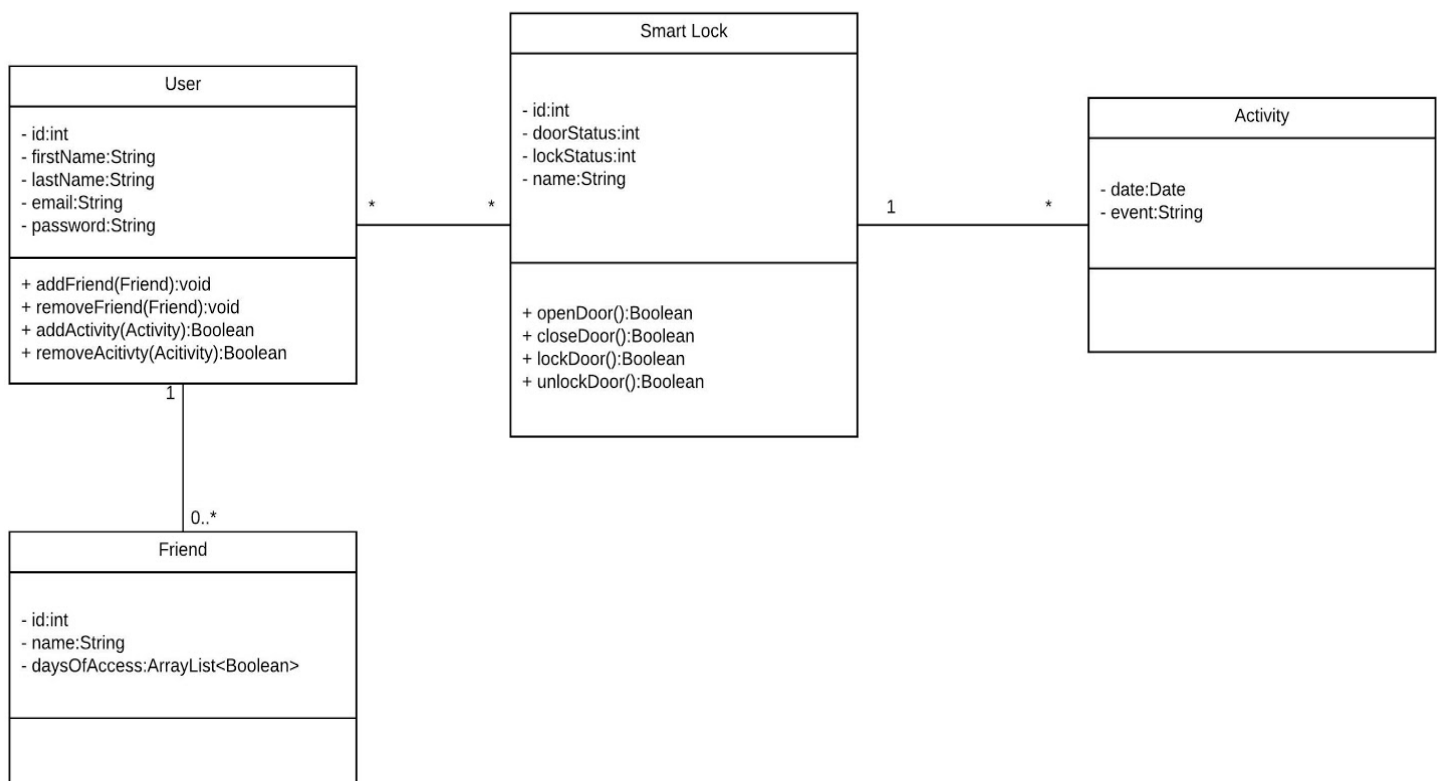 User
- id:int
- firstName:String
- lastName:String
- email:String
- password:String
+ addFriend(Friend):void
+ removeFriend(Friend):void
+ addActivity(Activity):Boolean
+ removeAcitivty(Acitivity):Boolean
*
*
Smart Lock
- id:int
- doorStatus:int
- lockStatus:int
- name:String
+ openDoor():Boolean
+ closeDoor():Boolean
+ lockDoor():Boolean
+ unlockDoor():Boolean
1
*
Activity
- date:Date
- event:String
1
0..*
Friend
- id:int
- name:String
- daysOfAccess:ArrayList<Boolean>